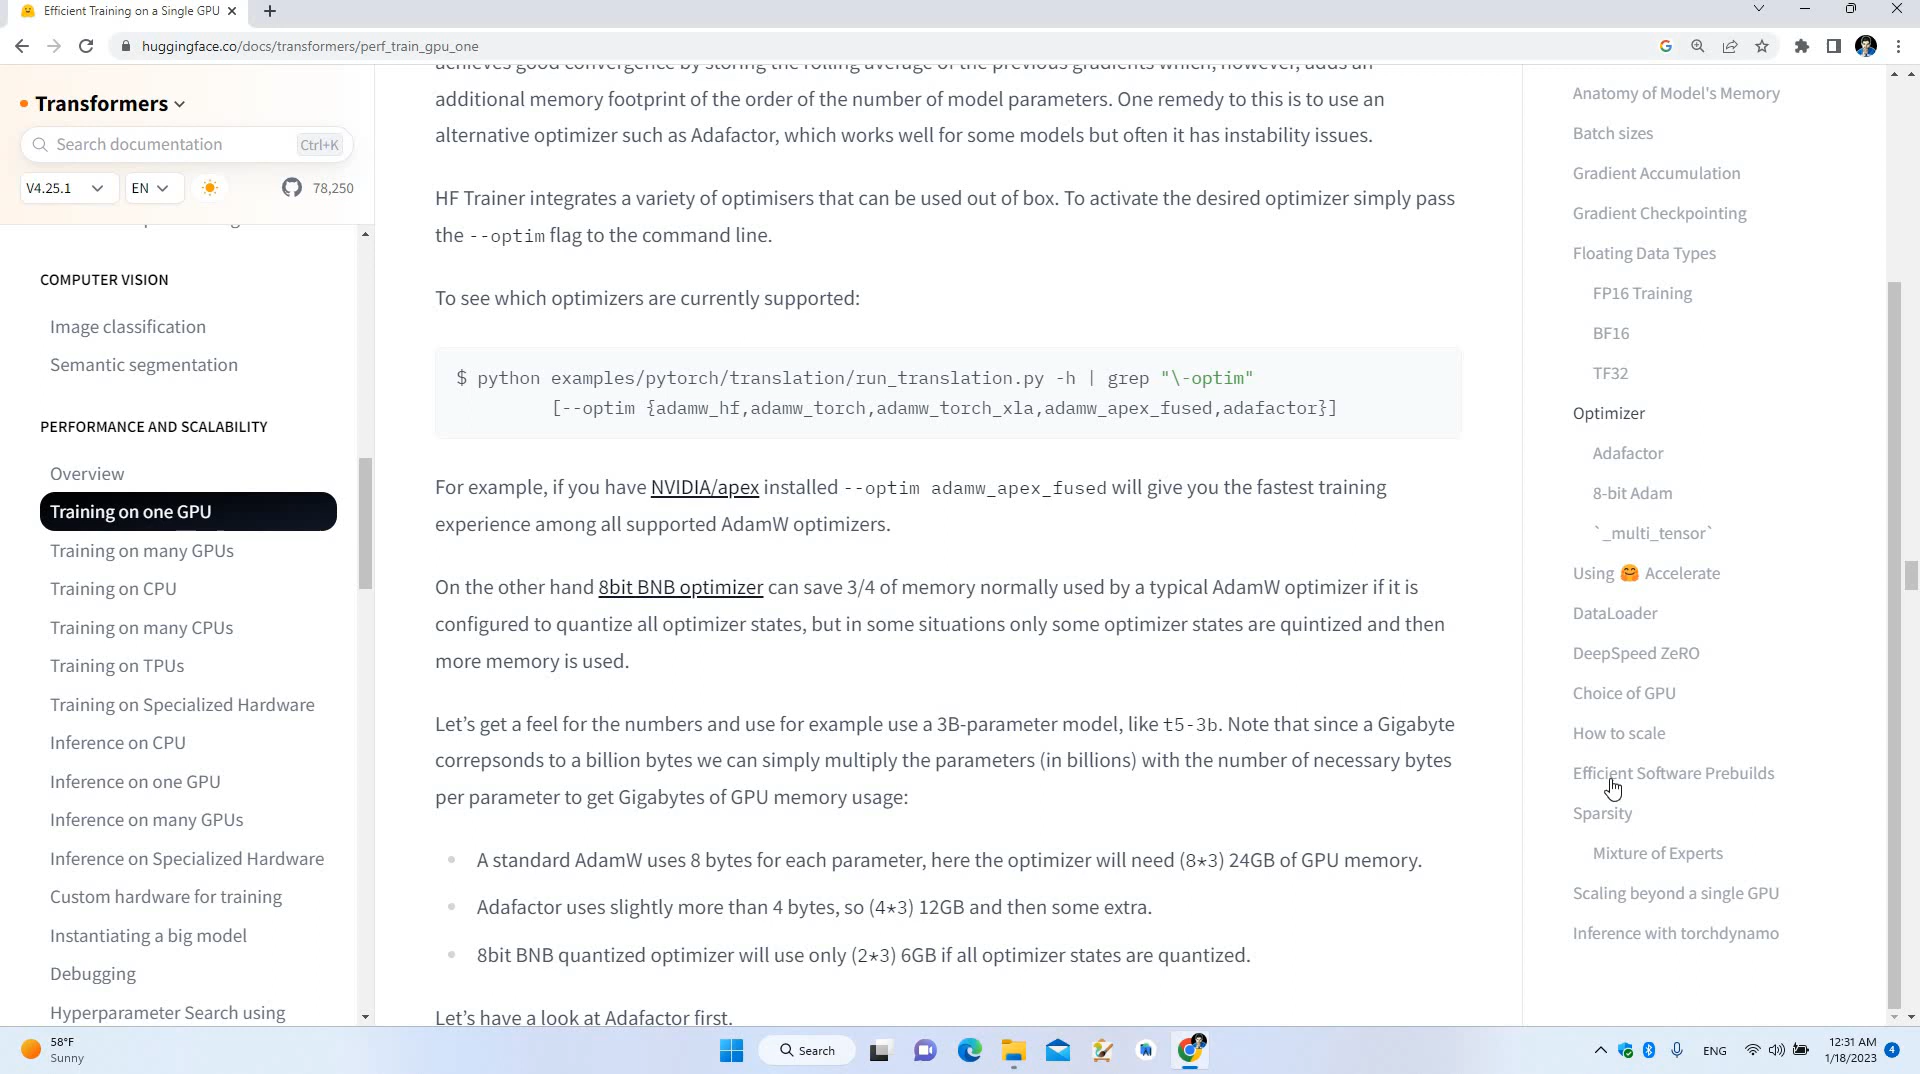 Efficient Training on a Single GPU
huggingface.co/docs/transformers/perf_train_gpu_one
Transformers
Search documentation Ctrl+K
V4.25.1 EN 78,250
COMPUTER VISION
Image classification
Semantic segmentation
PERFORMANCE AND SCALABILITY
Overview
Training on one GPU
Training on many GPUs
Training on CPU
Training on many CPUs
Training on TPUs
Training on Specialized Hardware
Inference on CPU
Inference on one GPU
Inference on many GPUs
Inference on Specialized Hardware
Custom hardware for training
Instantiating a big model
Debugging
Hyperparameter Search using
achieves good convergence by storing the rolling average of the previous gradients which, however, adds an
additional memory footprint of the order of the number of model parameters. One remedy to this is to use an
alternative optimizer such as Adafactor, which works well for some models but often it has instability issues.
HF Trainer integrates a variety of optimisers that can be used out of box. To activate the desired optimizer simply pass
the --optim flag to the command line.
To see which optimizers are currently supported:
$ python examples/pytorch/translation/run_translation.py -h | grep "\-optim"
[--optim {adamw_hf,adamw_torch,adamw_torch_xla,adamw_apex_fused,adafactor}]
For example, if you have NVIDIA/apex installed --optim adamw_apex_fused will give you the fastest training
experience among all supported AdamW optimizers.
On the other hand 8bit BNB optimizer can save 3/4 of memory normally used by a typical AdamW optimizer if it is
configured to quantize all optimizer states, but in some situations only some optimizer states are quintized and then
more memory is used.
Let's get a feel for the numbers and use for example use a 3B-parameter model, like t5-3b. Note that since a Gigabyte
correpsonds to a billion bytes we can simply multiply the parameters (in billions) with the number of necessary bytes
per parameter to get Gigabytes of GPU memory usage:
• A standard AdamW uses 8 bytes for each parameter, here the optimizer will need (8*3) 24GB of GPU memory.
• Adafactor uses slightly more than 4 bytes, so (4*3) 12GB and then some extra.
• 8bit BNB quantized optimizer will use only (2*3) 6GB if all optimizer states are quantized.
Let's have a look at Adafactor first.
Anatomy of Model's Memory
Batch sizes
Gradient Accumulation
Gradient Checkpointing
Floating Data Types
FP16 Training
BF16
TF32
Optimizer
Adafactor
8-bit Adam
`_multi_tensor`
Using 🤗 Accelerate
DataLoader
DeepSpeed ZeRO
Choice of GPU
How to scale
Efficient Software Prebuilds
Sparsity
Mixture of Experts
Scaling beyond a single GPU
Inference with torchdynamo
58°F
Sunny
Search
ENG
12:31 AM
1/18/2023
4